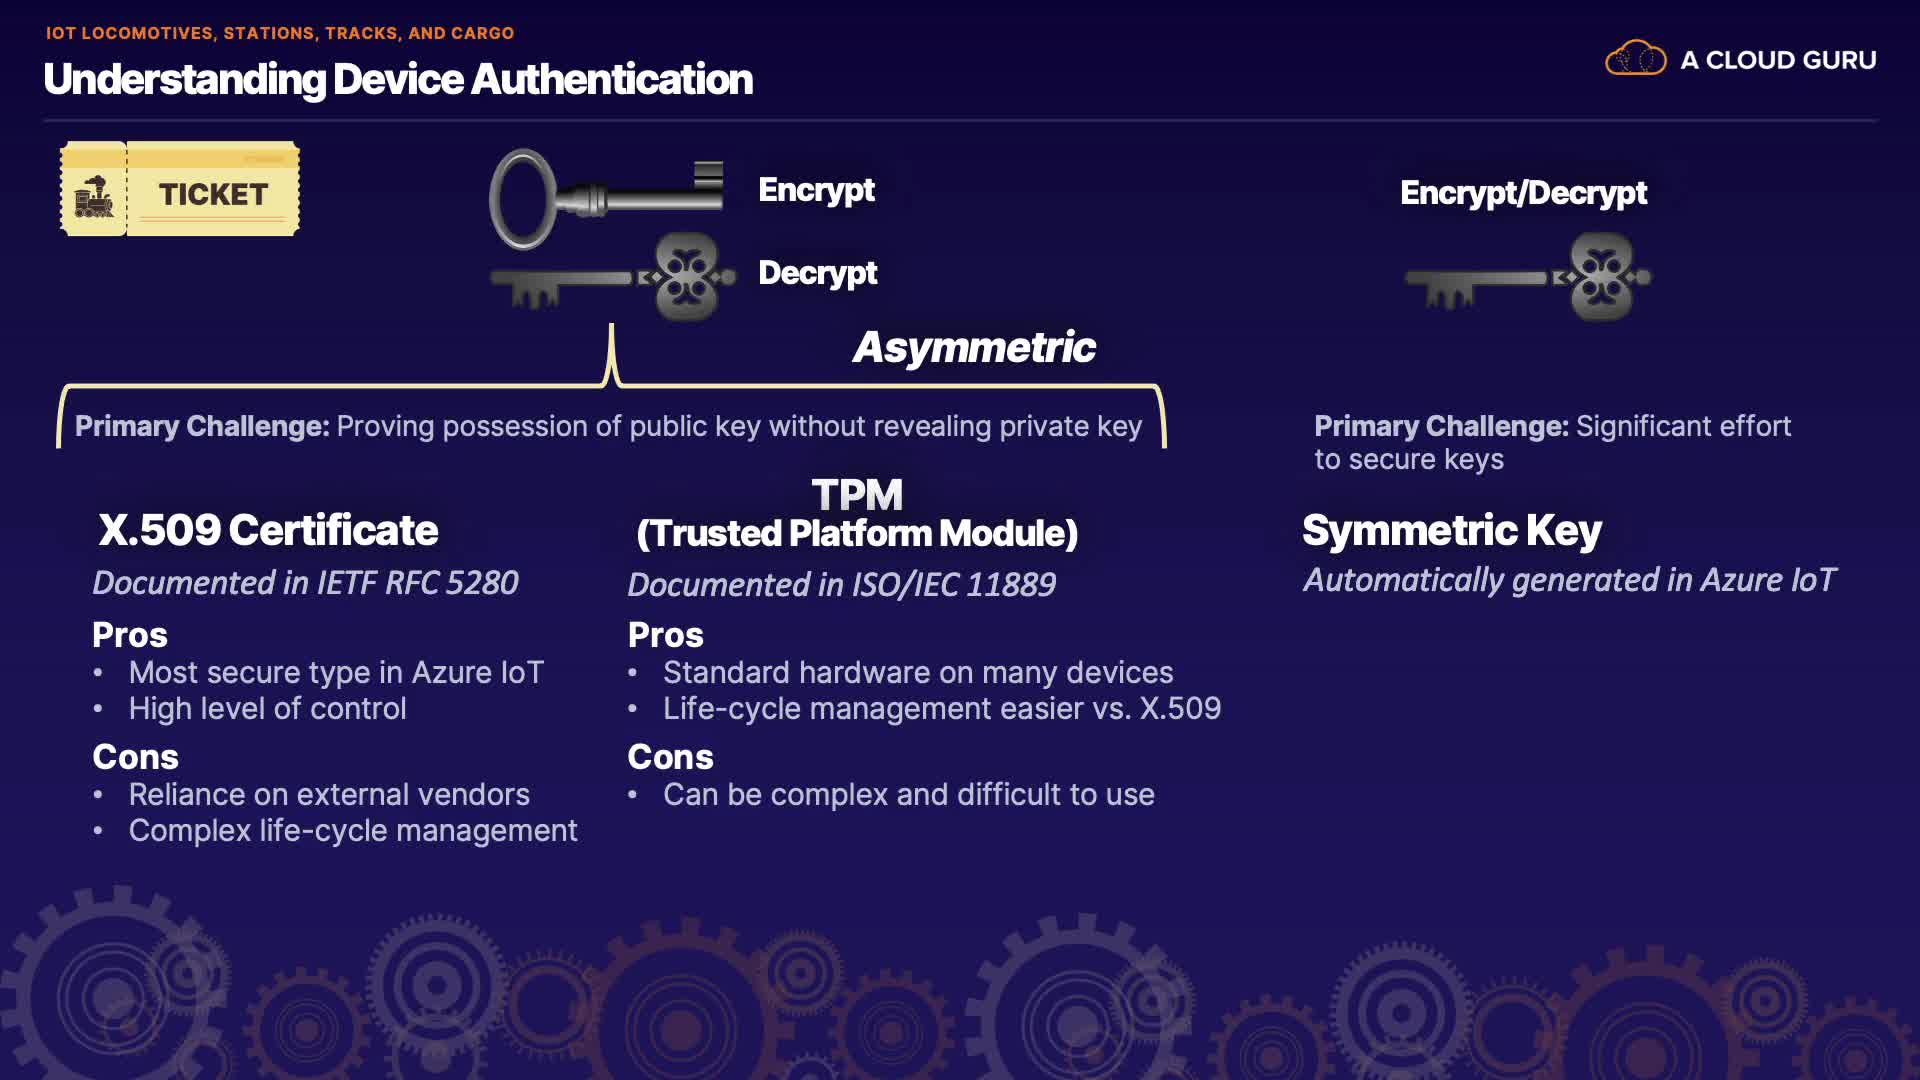 IOT LOCOMOTIVES, STATIONS, TRACKS, AND CARGO
Understanding Device Authentication
A CLOUD GURU
TICKET
Encrypt
Decrypt
Encrypt/Decrypt
Asymmetric
Primary Challenge: Proving possession of public key without revealing private key
Primary Challenge: Significant effort
to secure keys
X.509 Certificate
Documented in IETF RFC 5280
Pros
• Most secure type in Azure IoT
• High level of control
Cons
• Reliance on external vendors
• Complex life-cycle management
TPM
(Trusted Platform Module)
Documented in ISO/IEC 11889
Pros
• Standard hardware on many devices
• Life-cycle management easier vs. X.509
Cons
• Can be complex and difficult to use
Symmetric Key
Automatically generated in Azure IoT